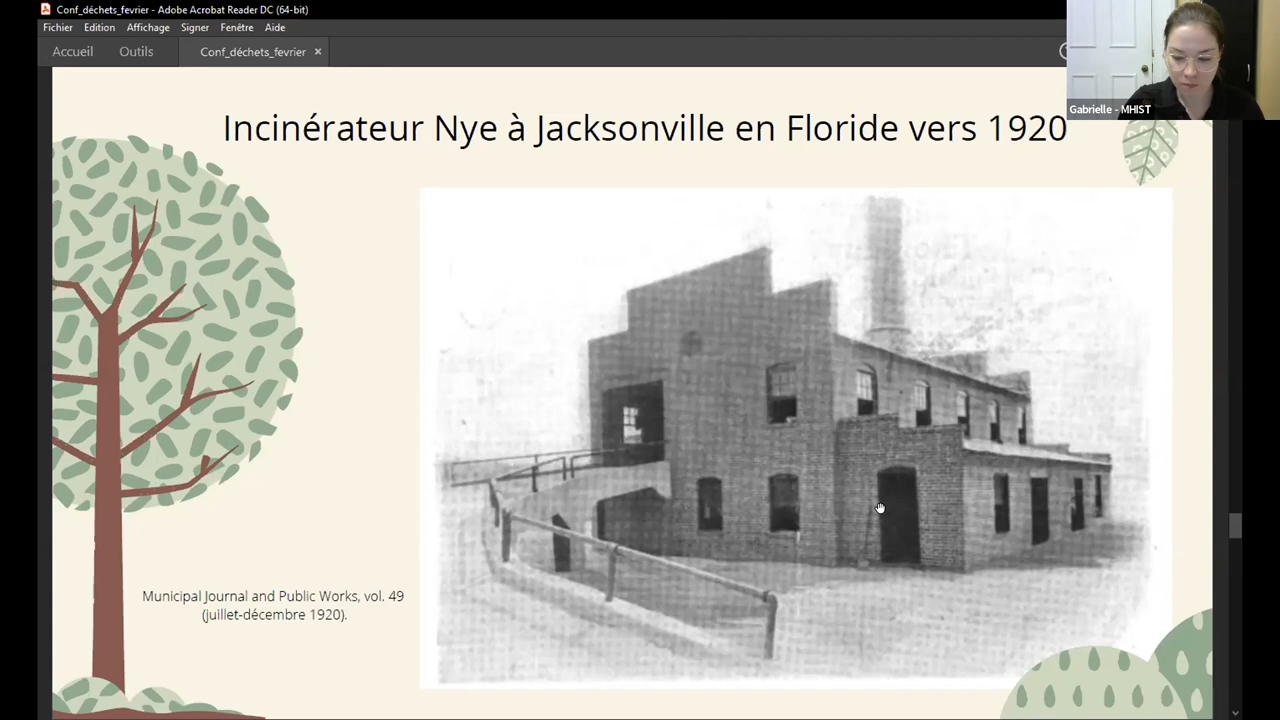 Conf_déchets_fevrier - Adobe Acrobat Reader DC (64-bit)
Fichier Edition Affichage Signer Fenêtre Aide
Accueil Outils Conf_déchets_fevrier ×
Gabrielle - MHIST
Incinérateur Nye à Jacksonville en Floride vers 1920
Municipal Journal and Public Works, vol. 49
(juillet-décembre 1920).